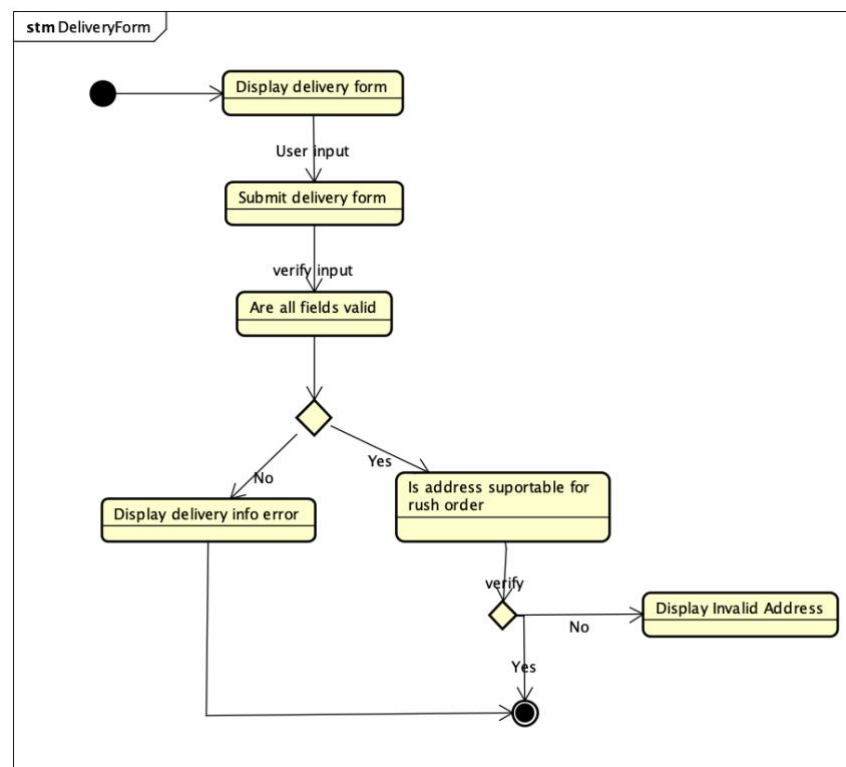 stm DeliveryForm
Display delivery form
User input
Submit delivery form
verify input
Are all fields valid
No
Yes
Display delivery info error
Is address suportable for
rush order
verify
No
Display Invalid Address
Yes